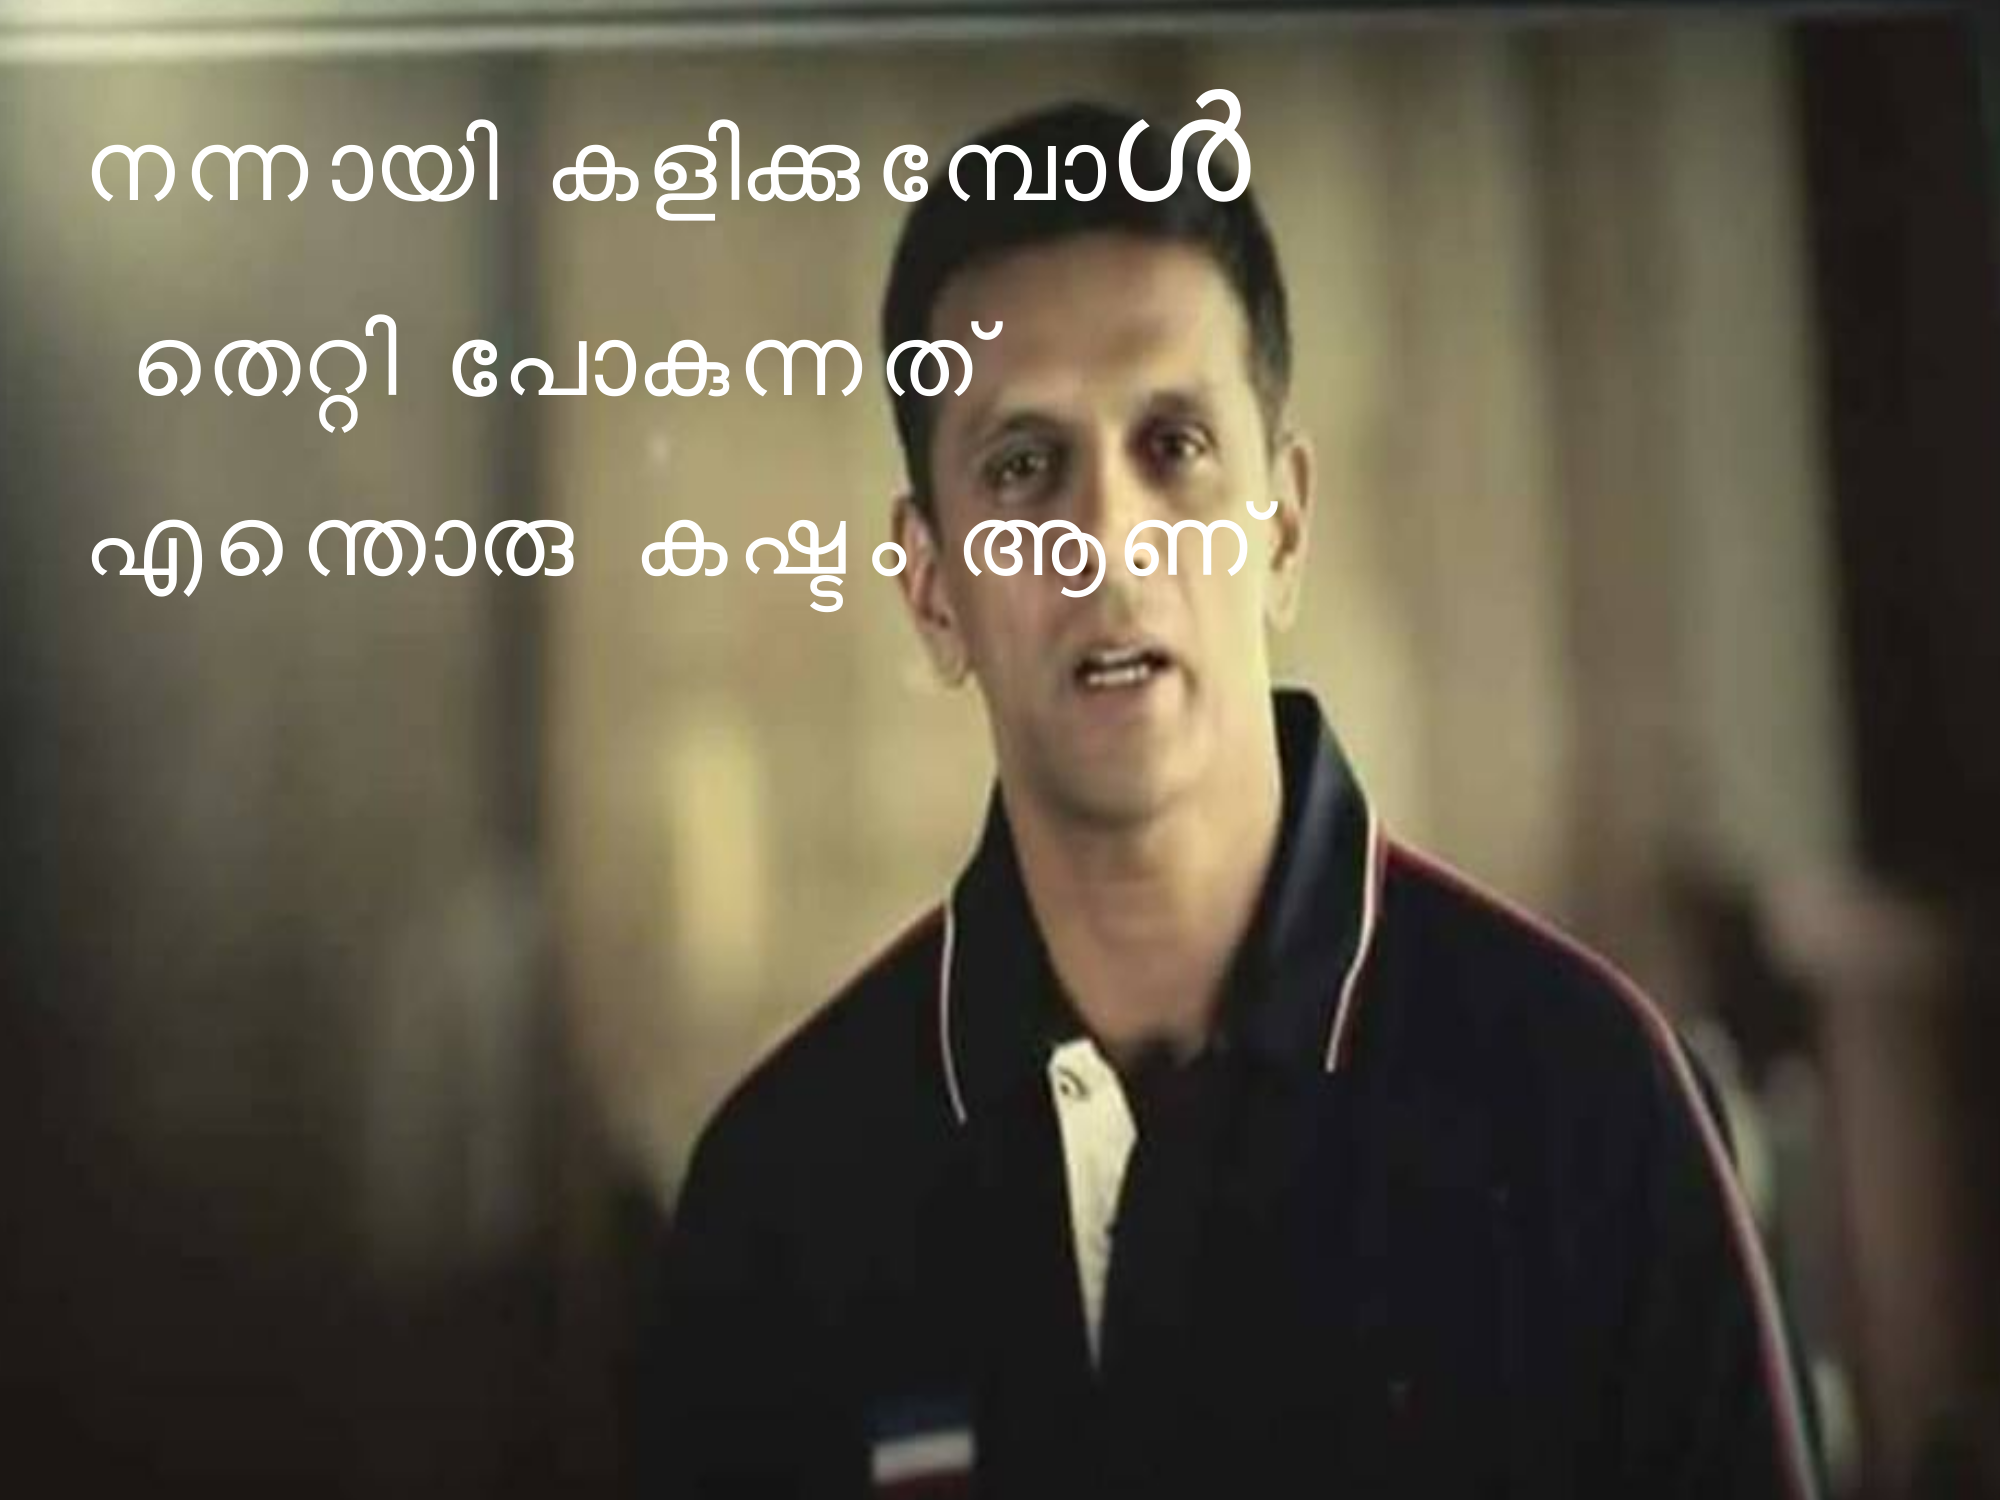 നന്നായി കളിക്കുമ്പോൾ
തെറ്റി പോകുന്നത്
എന്തൊരു കഷ്ടം ആണ്